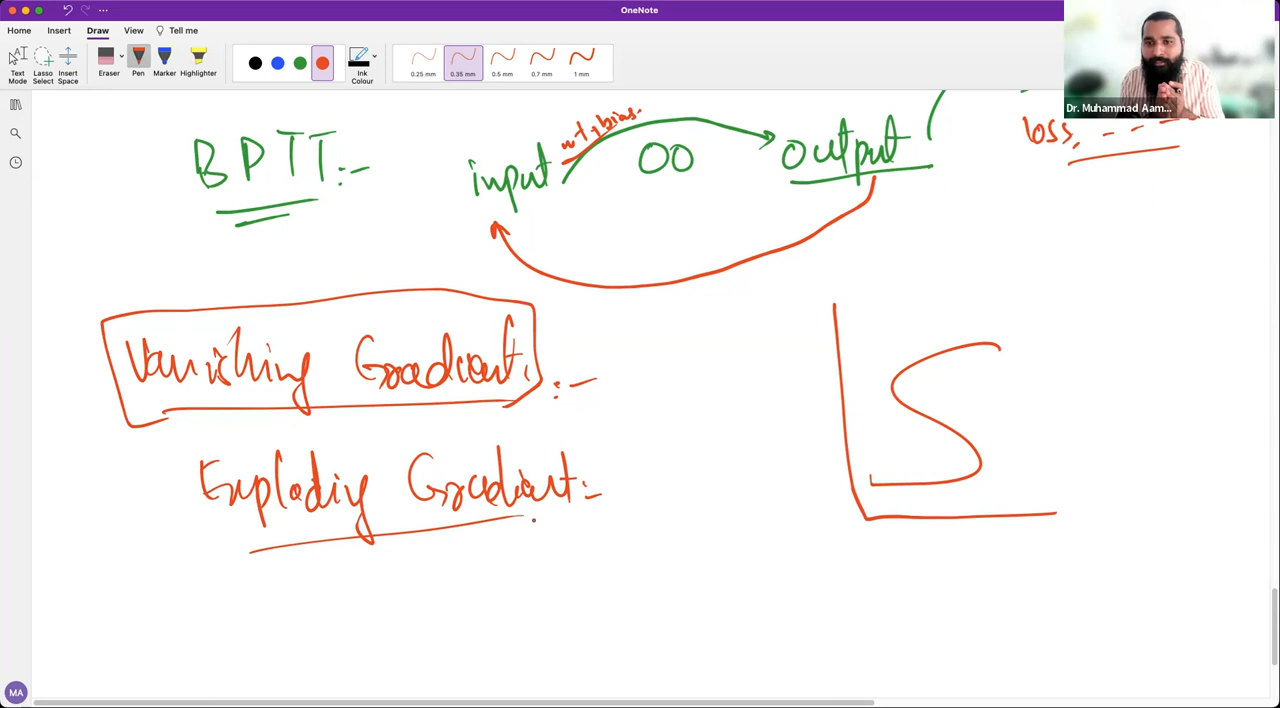 OneNote
Home Insert Draw View Tell me
Text Mode Lasso Select Insert Space Eraser Pen Marker Highlighter Ink Colour 0.25 mm 0.35 mm 0.5 mm 0.7 mm 1 mm
Dr. Muhammad Aam...
BPTT:- input wt, bias. OO output loss, - - -
Vanishing Gradient. :-
Exploding Gradient:-
S
MA